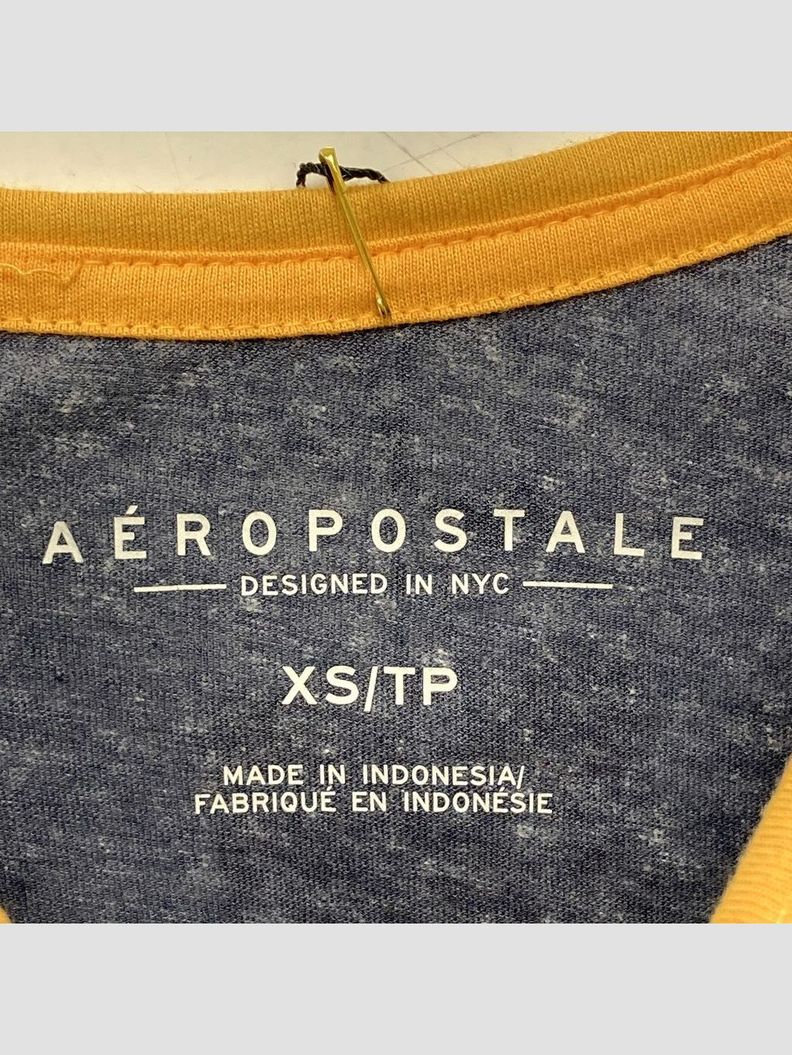 AÉROPOSTALE
DESIGNED IN NYC
XS/TP
MADE IN INDONESIA/
FABRIQUÉ EN INDONÉSIE